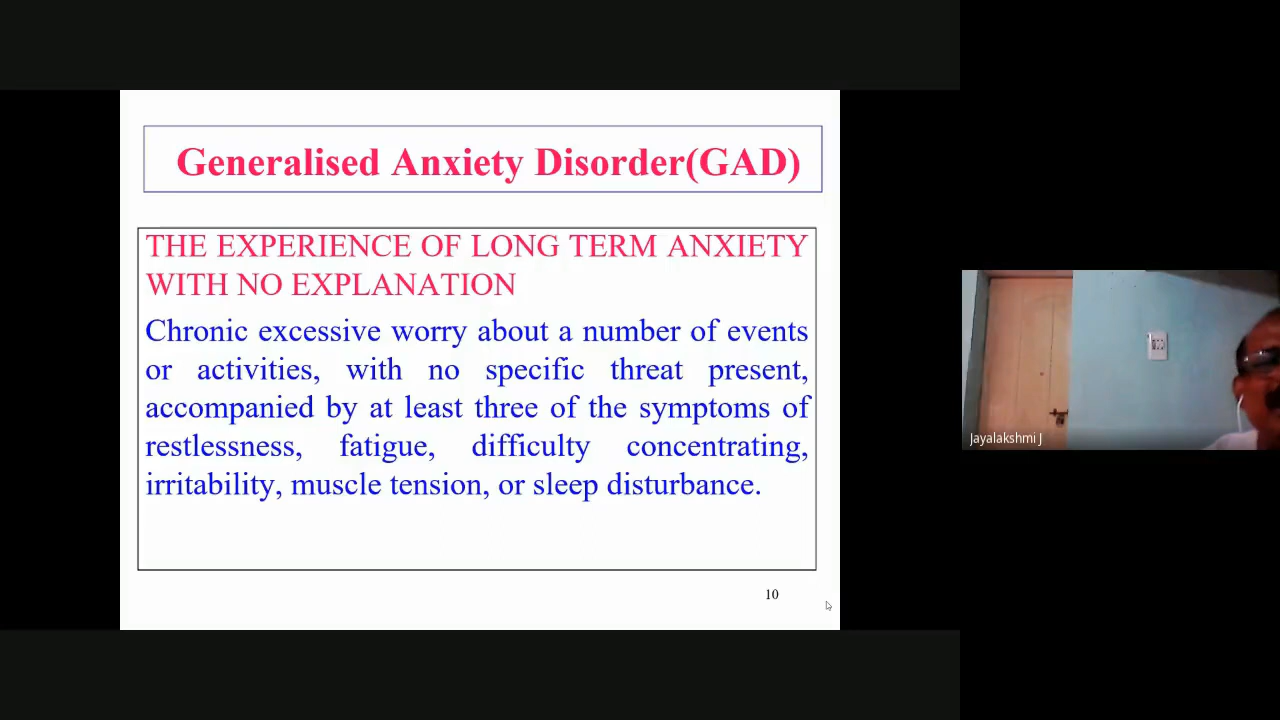 Generalised Anxiety Disorder(GAD)
THE EXPERIENCE OF LONG TERM ANXIETY
WITH NO EXPLANATION
Chronic excessive worry about a number of events
or activities, with no specific threat present,
accompanied by at least three of the symptoms of
restlessness, fatigue, difficulty concentrating,
irritability, muscle tension, or sleep disturbance.
10
Jayalakshmi J